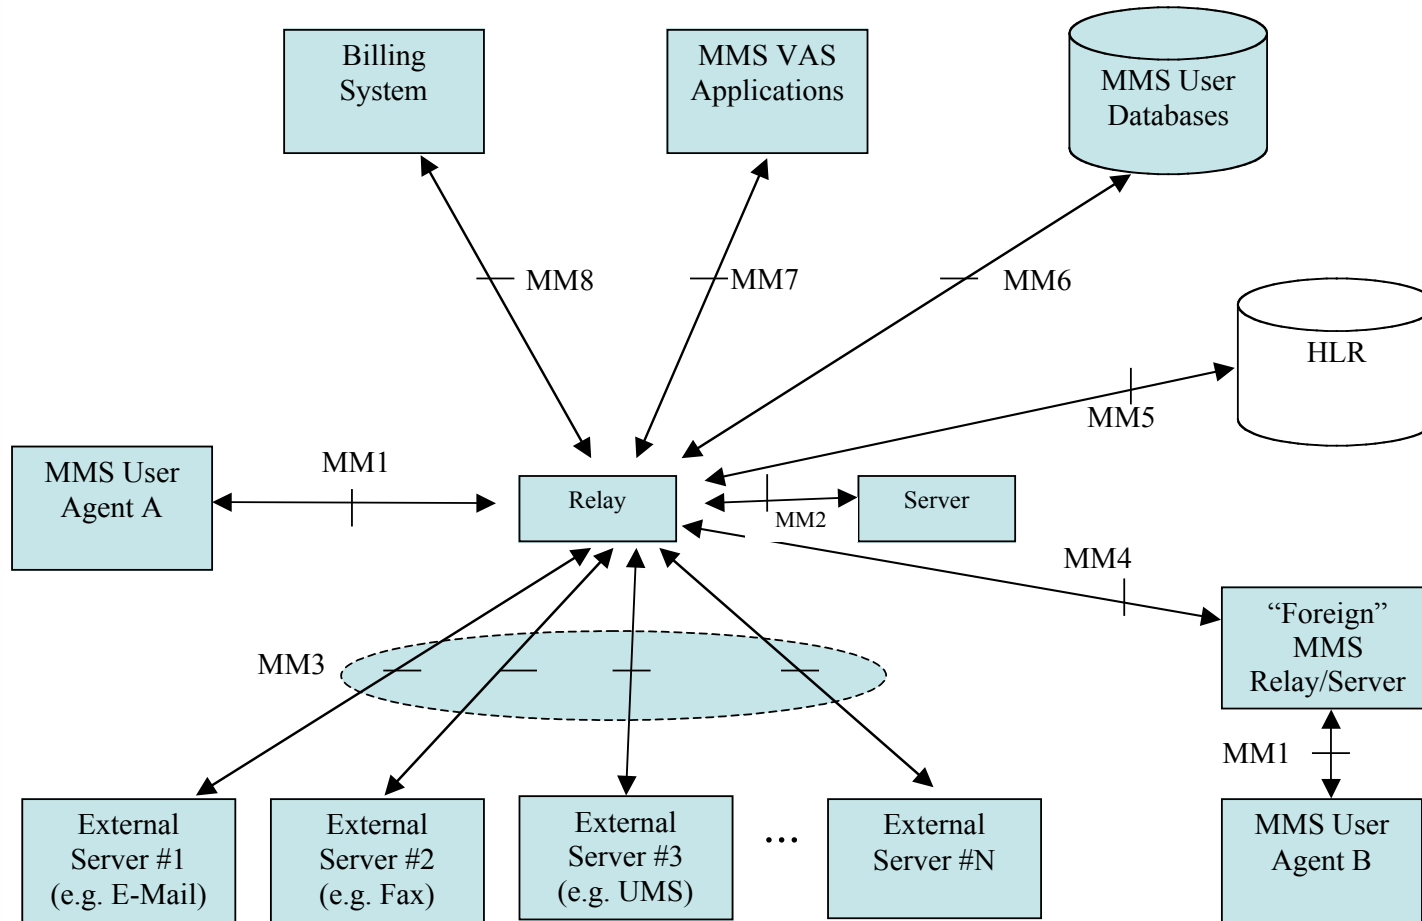 Billing
System
MMS VAS
Applications
MMS User
Databases
MM8
MM7
MM6
HLR
MM5
MMS User
Agent A
MM1
Relay
MM2
Server
MM4
“Foreign”
MMS
Relay/Server
MM3
MM1
External
Server #1
(e.g. E-Mail)
External
Server #2
(e.g. Fax)
External
Server #3
(e.g. UMS)
...
External
Server #N
MMS User
Agent B